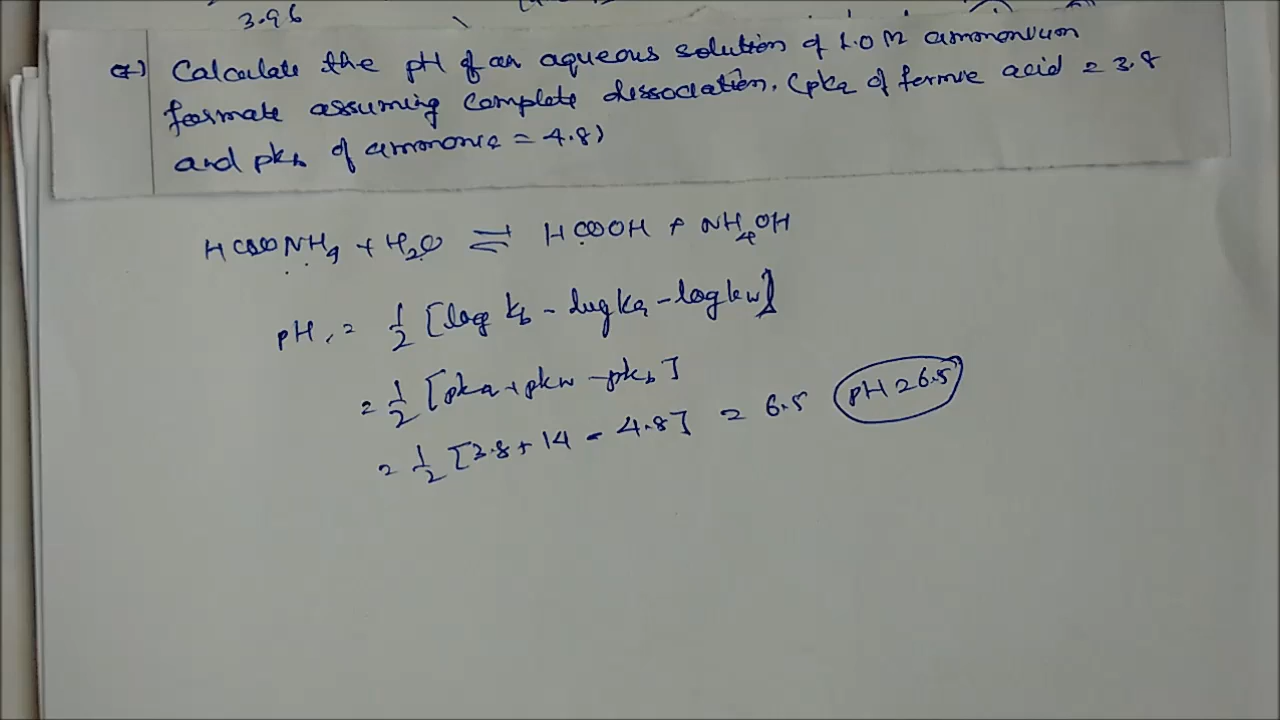 3.96
Q) Calculate the pH of an aqueous solution of 1.0 M ammonium
formate assuming complete dissociation. (pka of formic acid = 3.8
and pkb of ammonia = 4.8)
HCOONH4 + H2O ⇌ HCOOH + NH4OH
pH, = 1/2 [log kb - log ka - log kw]
= 1/2 [pka + pkw - pkb]
= 1/2 [3.8 + 14 - 4.8] = 6.5 pH = 6.5